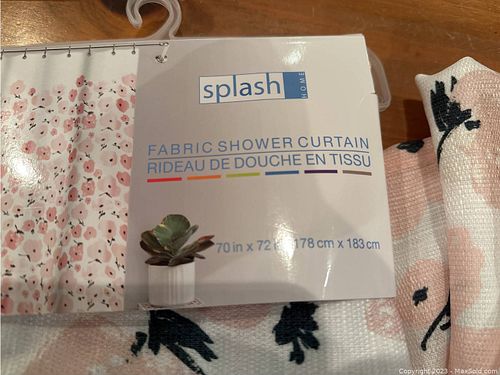 splash
HOME
FABRIC SHOWER CURTAIN
RIDEAU DE DOUCHE EN TISSU
70 in x 72 in 178 cm x 183 cm
Copyright 2023 - MaxSold.com